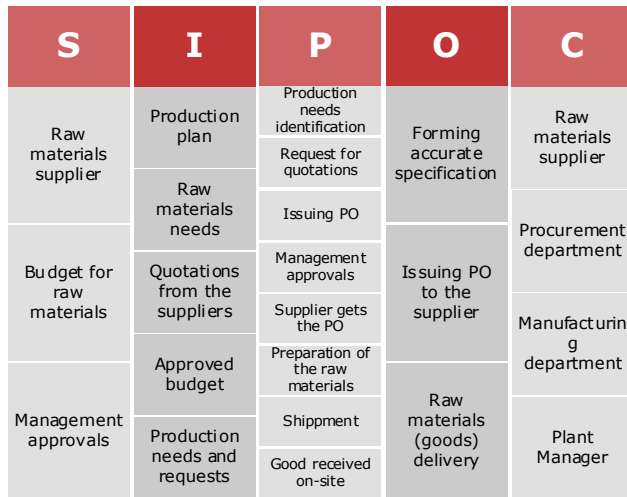 S
I
P
O
C
Raw
materials
supplier
Budget for
raw
materials
Management
approvals
Production
plan
Raw
materials
needs
Quotations
from the
suppliers
Approved
budget
Production
needs and
requests
Production
needs
identification
Request for
quotations
Issuing PO
Management
approvals
Supplier gets
the PO
Preparation of
the raw
materials
Shippment
Good received
on-site
Forming
accurate
specification
Issuing PO
to the
supplier
Raw
materials
(goods)
delivery
Raw
materials
supplier
Procurement
department
Manufacturin
g
department
Plant
Manager